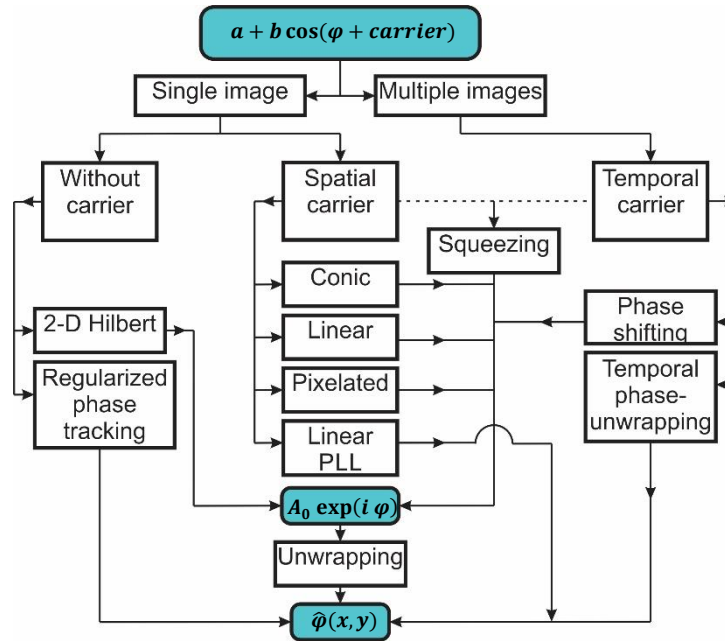 a + b cos(φ + carrier)
Single image
Multiple images
Without
carrier
Spatial
carrier
Temporal
carrier
Squeezing
Conic
2-D Hilbert
Linear
Phase
shifting
Regularized
phase
tracking
Pixelated
Temporal
phase-
unwrapping
Linear
PLL
A₀ exp(i φ)
Unwrapping
φ̂(x, y)